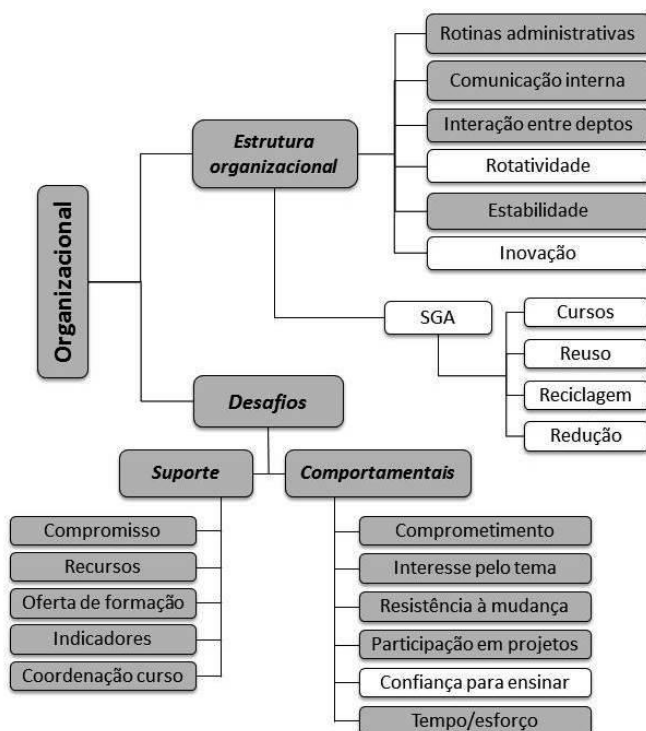 Organizacional
Estrutura
organizacional
Rotinas administrativas
Comunicação interna
Interação entre deptos
Rotatividade
Estabilidade
Inovação
SGA
Cursos
Reuso
Reciclagem
Redução
Desafios
Suporte
Compromisso
Recursos
Oferta de formação
Indicadores
Coordenação curso
Comportamentais
Comprometimento
Interesse pelo tema
Resistência à mudança
Participação em projetos
Confiança para ensinar
Tempo/esforço